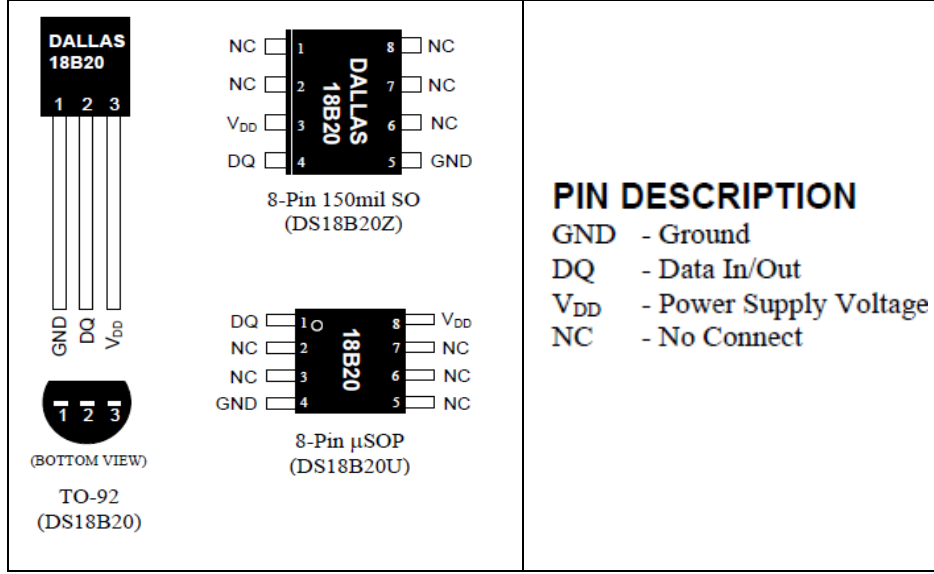 DALLAS
18B20
1 2 3
GND DQ VDD
1 2 3
(BOTTOM VIEW)
TO-92
(DS18B20)
NC 1 8 NC
NC 2 7 NC
VDD 3 6 NC
DQ 4 5 GND
DALLAS
18B20
8-Pin 150mil SO
(DS18B20Z)
DQ 1 8 VDD
NC 2 7 NC
NC 3 6 NC
GND 4 5 NC
18B20
8-Pin µSOP
(DS18B20U)
PIN DESCRIPTION
GND - Ground
DQ - Data In/Out
VDD - Power Supply Voltage
NC - No Connect